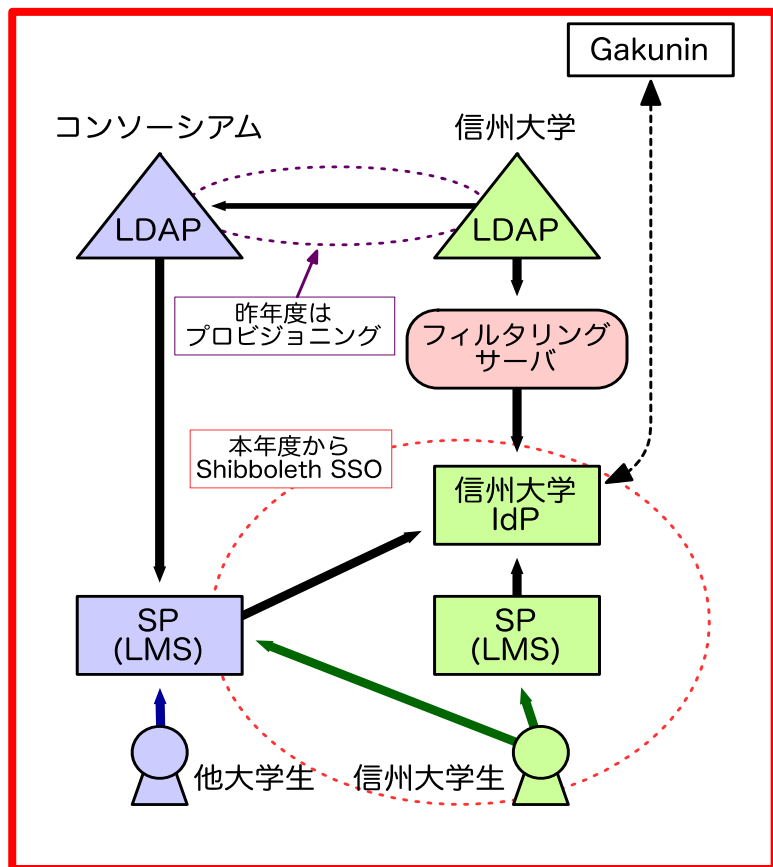 Gakunin
コンソーシアム
信州大学
LDAP
LDAP
昨年度は
プロビジョニング
フィルタリング
サーバ
本年度から
Shibboleth SSO
信州大学
IdP
SP
(LMS)
SP
(LMS)
他大学生
信州大学生